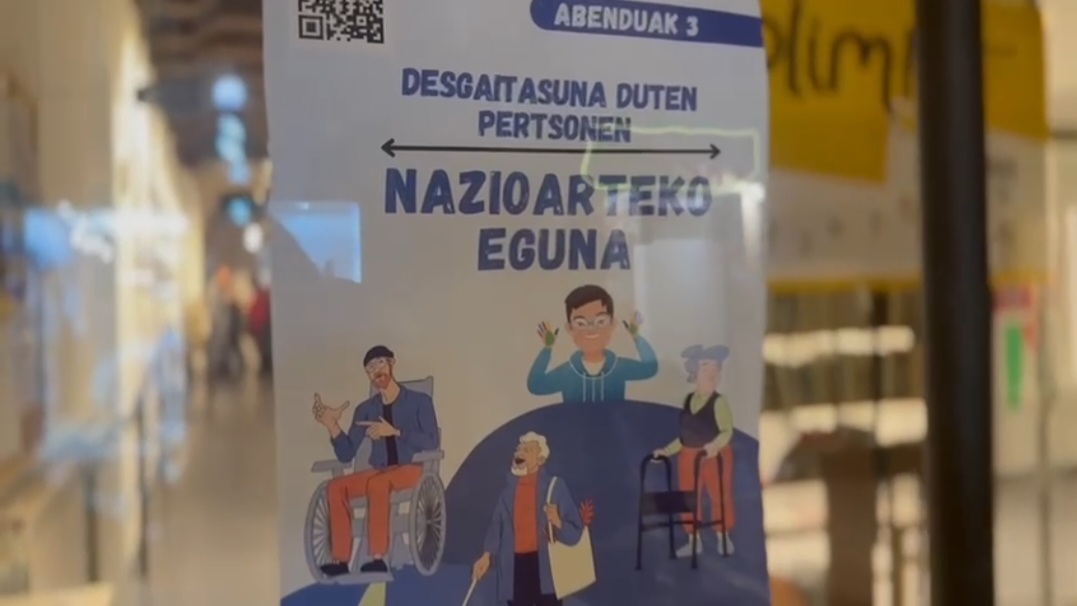 ABENDUAK 3
DESGAITASUNA DUTEN
PERTSONEN
NAZIOARTEKO
EGUNA